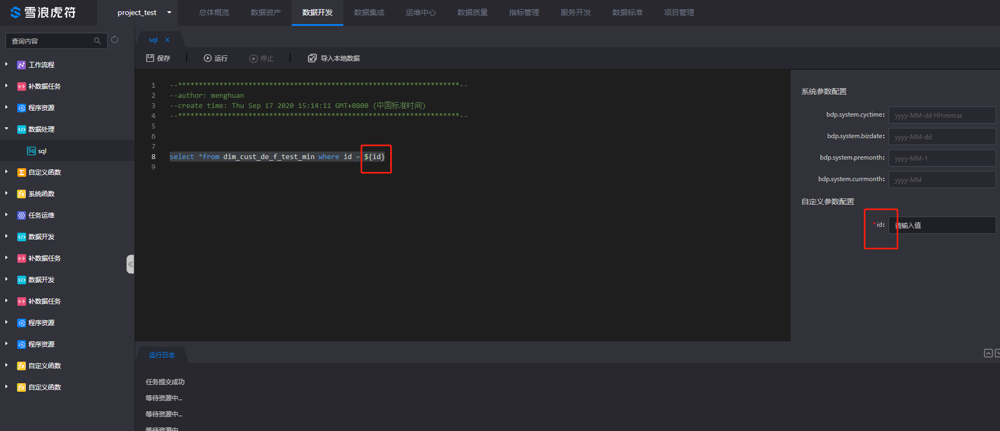 雪浪虎符
project_test
总体概览 数据资产 数据开发 数据集成 运维中心 数据质量 指标管理 服务开发 数据标准 项目管理
查询内容
工作流程
补数据任务
程序资源
数据处理
Sq sql
自定义函数
系统函数
任务运维
数据开发
补数据任务
数据开发
补数据任务
程序资源
程序资源
自定义函数
自定义函数
sql X
保存 运行 停止 导入本地数据
1 --********************************************************************--
2 --author: menghuan
3 --create time: Thu Sep 17 2020 15:14:11 GMT+0800 (中国标准时间)
4 --********************************************************************--
5
6
7
8 select *from dim_cust_de_f_test_min where id = ${id}
9
系统参数配置
bdp.system.cyctime: yyyy-MM-dd HH:mm:ss
bdp.system.bizdate: yyyy-MM-dd
bdp.system.premonth: yyyy-MM-1
bdp.system.currmonth: yyyy-MM
自定义参数配置
*id: 请输入值
运行日志
任务提交成功
等待资源中...
等待资源中...
等待资源中